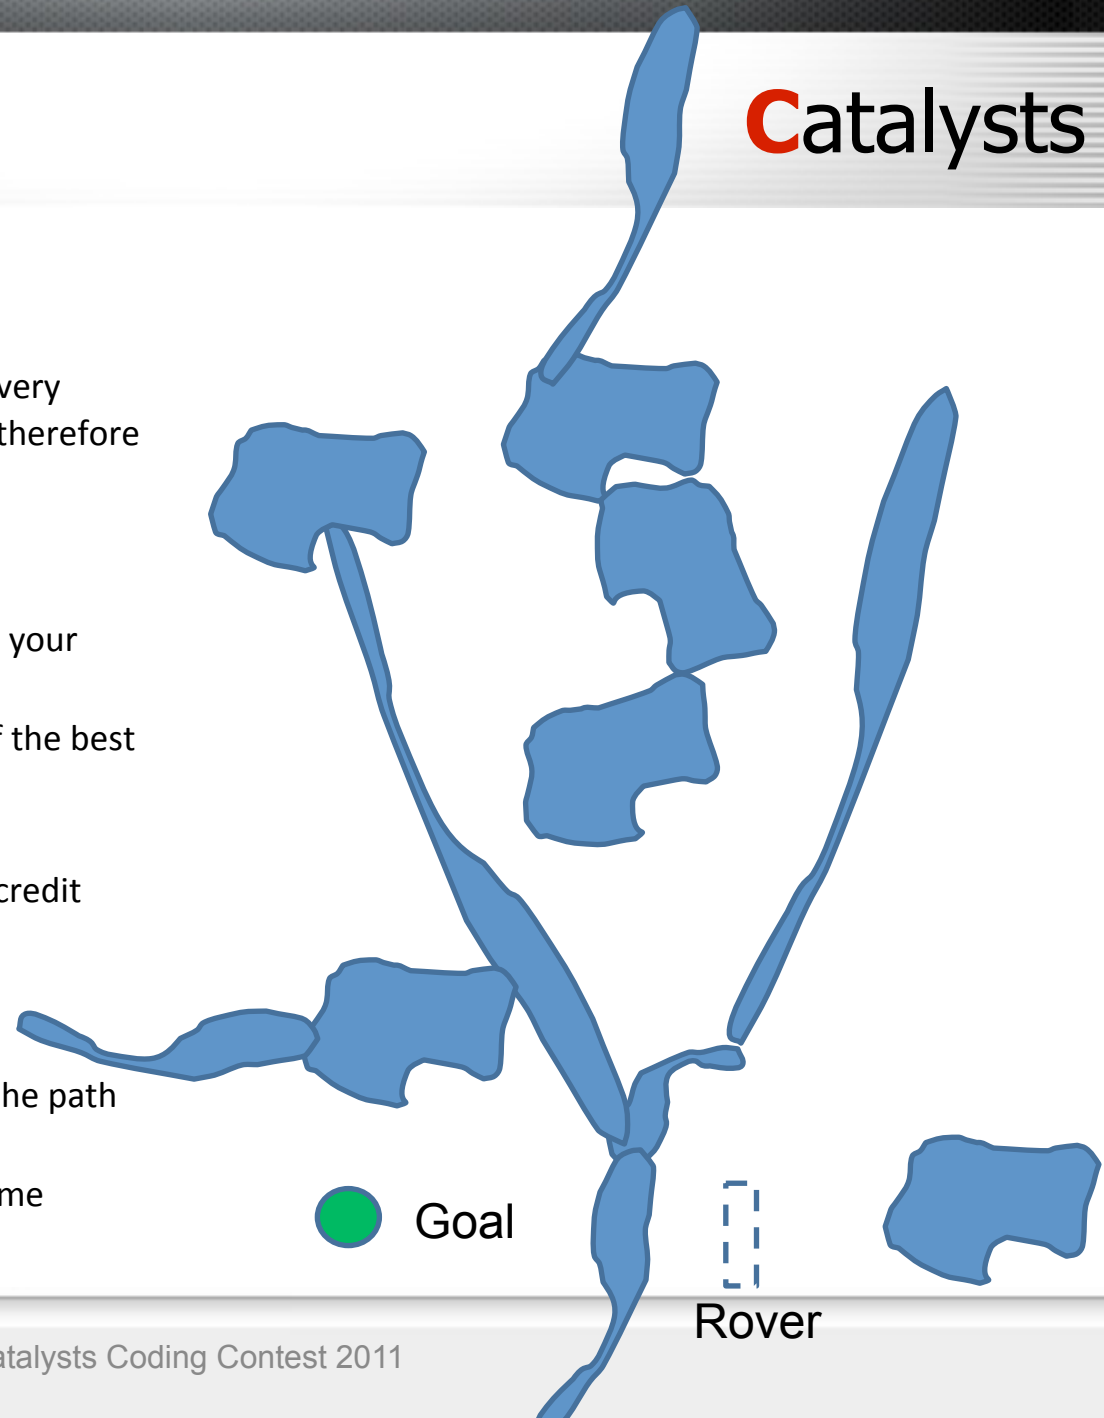 Catalysts
very
therefore
your
f the best
credit
he path
me
Goal
Rover
atalysts Coding Contest 2011